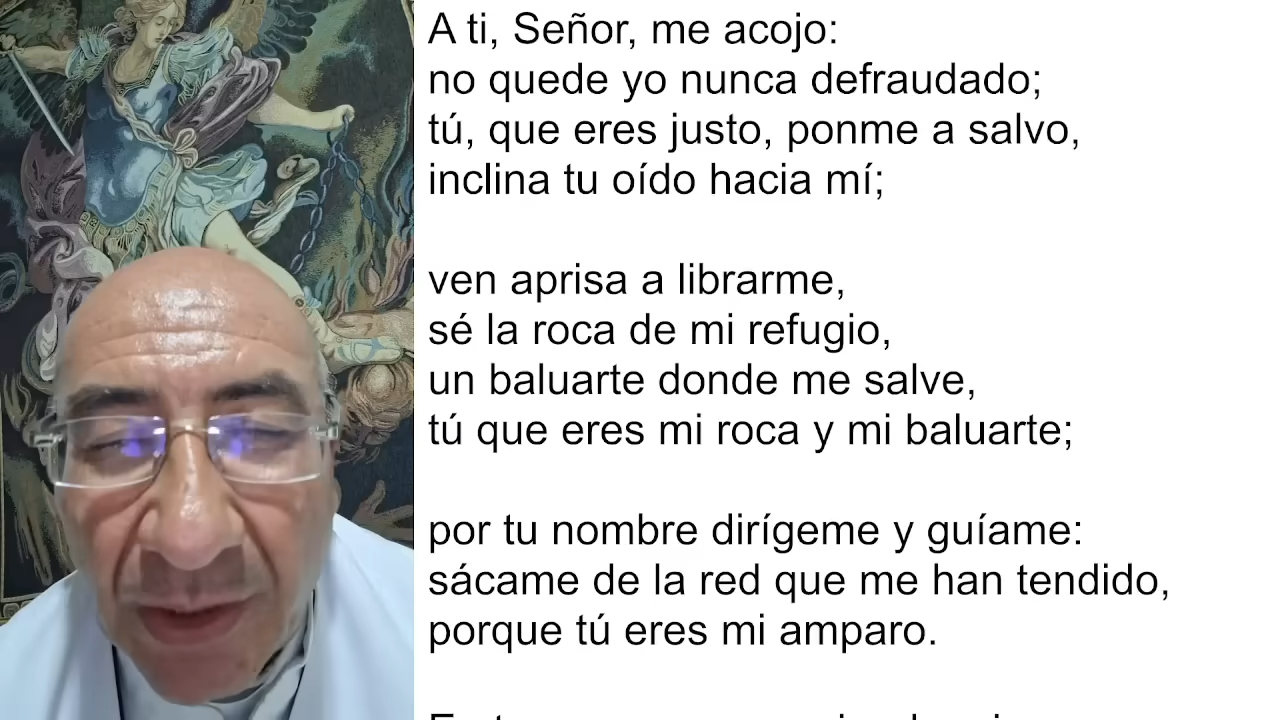 A ti, Señor, me acojo:
no quede yo nunca defraudado;
tú, que eres justo, ponme a salvo,
inclina tu oído hacia mí;
ven aprisa a librarme,
sé la roca de mi refugio,
un baluarte donde me salve,
tú que eres mi roca y mi baluarte;
por tu nombre dirígeme y guíame:
sácame de la red que me han tendido,
porque tú eres mi amparo.